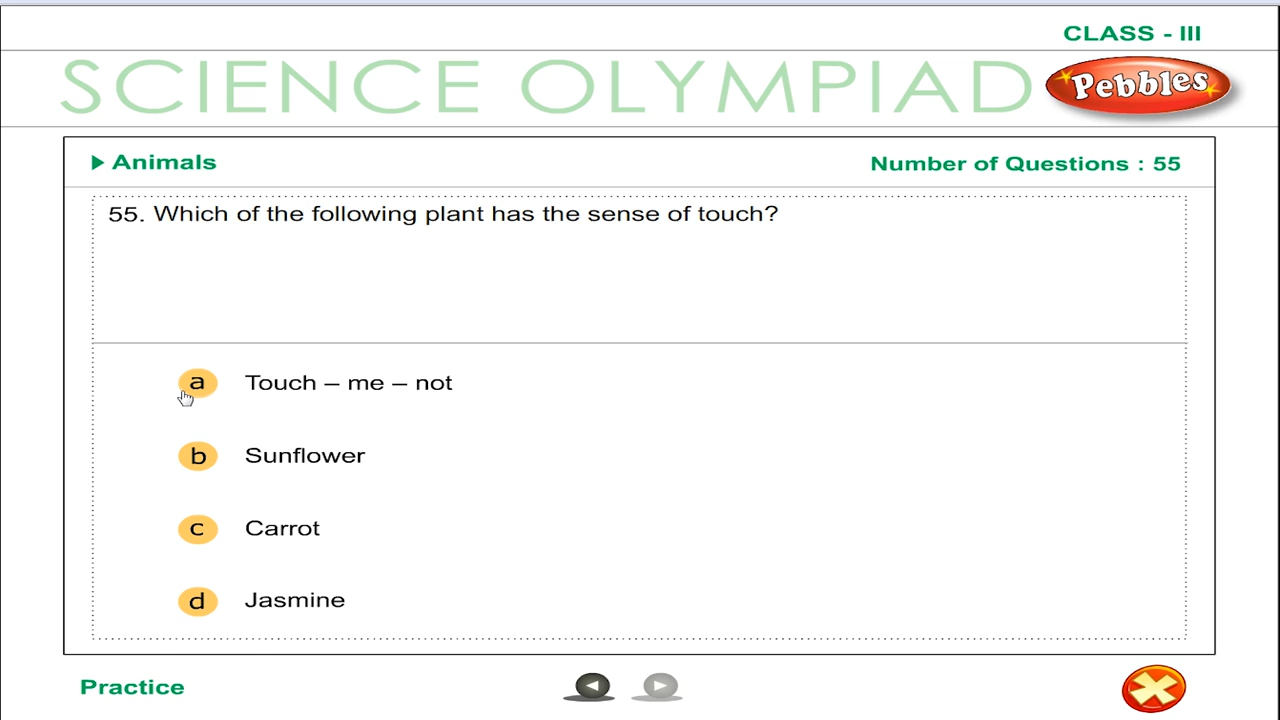 CLASS - III
SCIENCE OLYMPIAD
Pebbles
Animals
Number of Questions : 55
55. Which of the following plant has the sense of touch?
a Touch – me – not
b Sunflower
c Carrot
d Jasmine
Practice